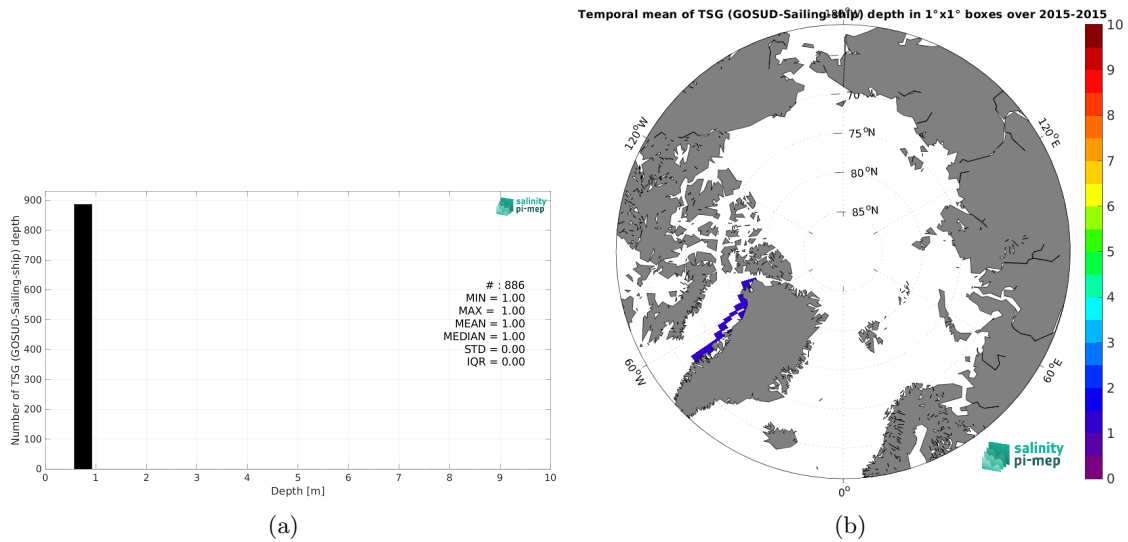 Temporal mean of TSG (GOSUD-Sailing-ship) depth in 1°x1° boxes over 2015-2015
900
800
700
600
500
400
300
200
100
0
Number of TSG (GOSUD-Sailing-ship) depth
salinity
pi-mep
# : 886
MIN = 1.00
MAX = 1.00
MEAN = 1.00
MEDIAN = 1.00
STD = 0.00
IQR = 0.00
0 1 2 3 4 5 6 7 8 9 10
Depth [m]
(a)
120°W
70
75°N
80°N
85°N
120°E
60°W
60°E
0°
salinity
pi-mep
10
9
8
7
6
5
4
3
2
1
0
(b)